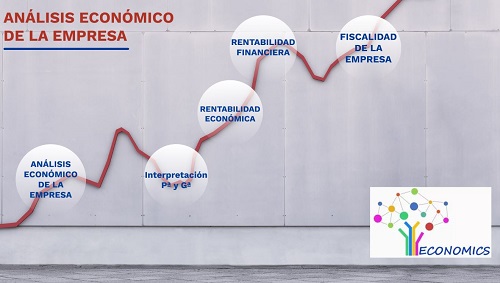 ANÁLISIS ECONÓMICO
DE LA EMPRESA
ANÁLISIS
ECONÓMICO
DE LA
EMPRESA
Interpretación
Pª y Gª
RENTABILIDAD
ECONÓMICA
RENTABILIDAD
FINANCIERA
FISCALIDAD
DE LA
EMPRESA
ECONOMICS